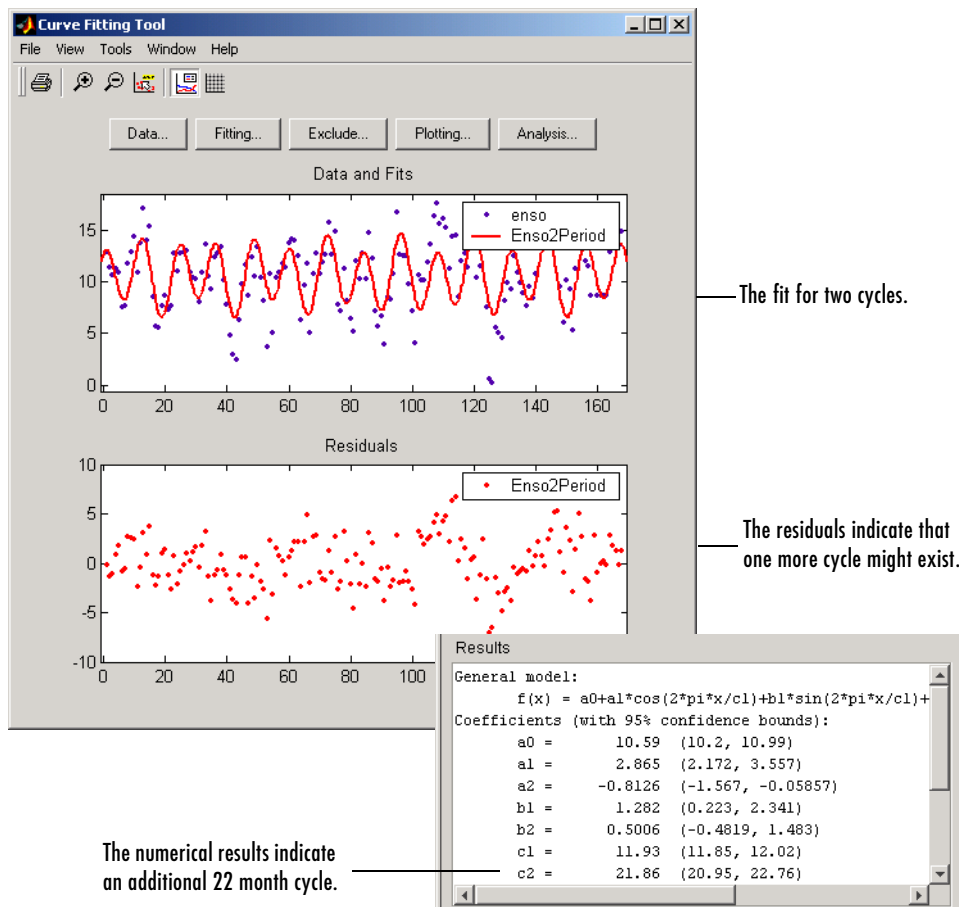 Curve Fitting Tool
File View Tools Window Help
Data... Fitting... Exclude... Plotting... Analysis...
Data and Fits
enso
Enso2Period
15
10
5
0
0 20 40 60 80 100 120 140 160
The fit for two cycles.
Residuals
Enso2Period
10
5
0
-5
-10
0 20 40 60 80 100
The residuals indicate that
one more cycle might exist.
Results
General model:
f(x) = a0+a1*cos(2*pi*x/c1)+b1*sin(2*pi*x/c1)+
Coefficients (with 95% confidence bounds):
a0 = 10.59 (10.2, 10.99)
a1 = 2.865 (2.172, 3.557)
a2 = -0.8126 (-1.567, -0.05857)
b1 = 1.282 (0.223, 2.341)
b2 = 0.5006 (-0.4819, 1.483)
c1 = 11.93 (11.85, 12.02)
c2 = 21.86 (20.95, 22.76)
The numerical results indicate
an additional 22 month cycle.